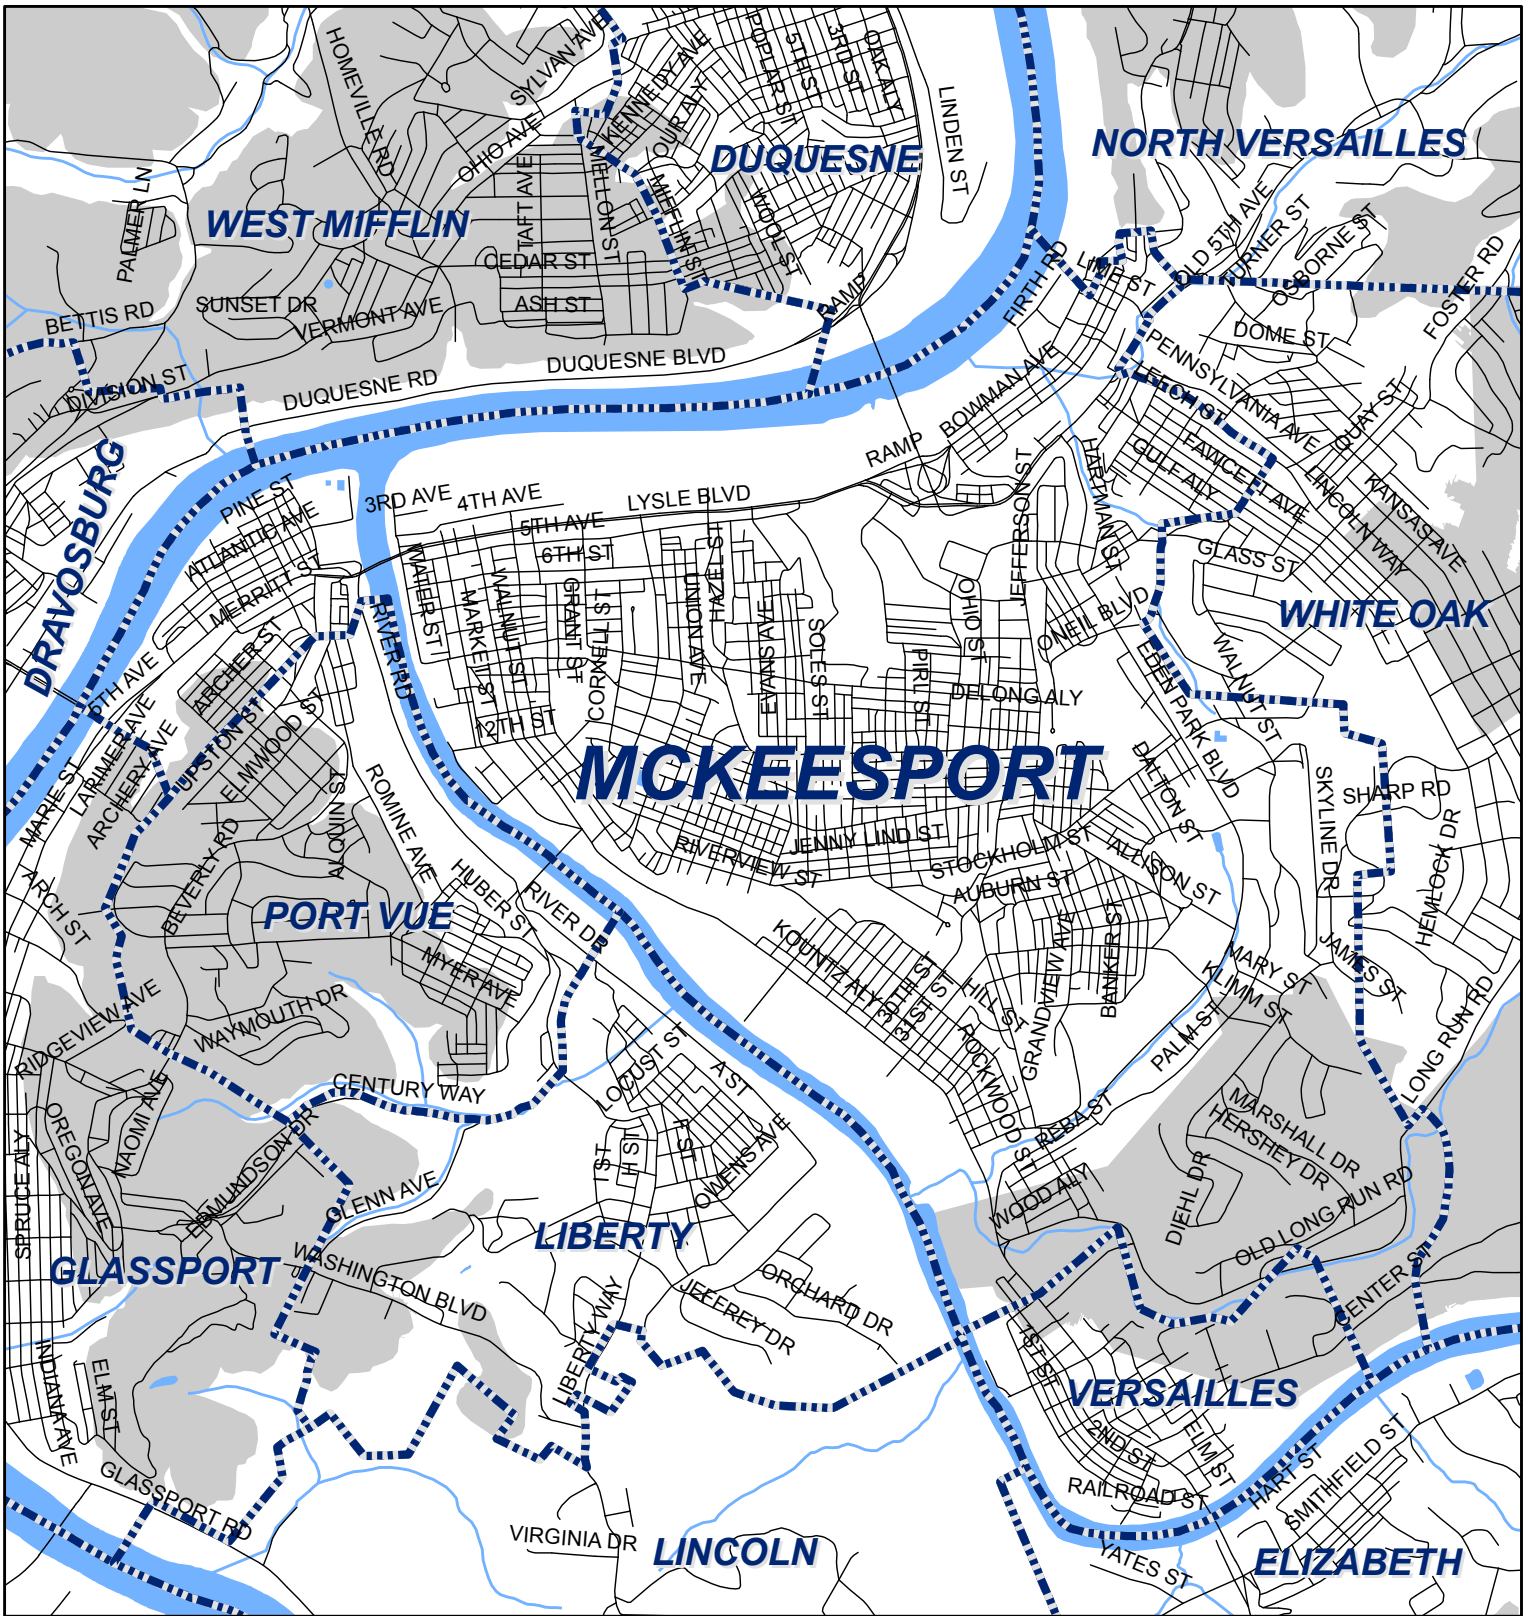 HOMEVILLE RD
SYLVAN AVE
KENNEDY AVE
OUR ALY
POPLAR ST
5TH ST
3RD ST
OAK ALY
LINDEN ST
NORTH VERSAILLES
DUQUESNE
OHIO AVE
TAFT AVE
MELLON ST
MIFFLIN ST
WOOL ST
PALMER LN
WEST MIFFLIN
CEDAR ST
ASH ST
RAMP
FIRTH RD
LIME ST
OLD 5TH AVE
TURNER ST
OSBORNE ST
FOSTER RD
BETTIS RD
SUNSET DR
VERMONT AVE
DOME ST
DUQUESNE BLVD
DIVISION ST
DUQUESNE RD
PENNSYLVANIA AVE
LEECH ST
QUAY ST
BOWMAN AVE
RAMP
FAWCETT AVE
GULF ALY
HARTMAN ST
LINCOLN WAY
KANSAS AVE
DRAVOSBURG
PINE ST
ATLANTIC AVE
MERRITT ST
3RD AVE
4TH AVE
LYSLE BLVD
5TH AVE
6TH ST
JEFFERSON ST
GLASS ST
WHITE OAK
WATER ST
MARKET ST
WALNUT ST
GRANT ST
CORNELL ST
UNION AVE
HAZEL ST
EVANS AVE
SOLES ST
OHIO ST
PIRL ST
ONEIL BLVD
DELONG ALY
EDEN PARK BLVD
WALNUT ST
RIVER RD
12TH ST
5TH AVE
ARCHER ST
UPSTON ST
ELMWOOD ST
LARIMER AVE
ARCHERY AVE
MARIE ST
MCKEESPORT
DALTON ST
SKYLINE DR
SHARP RD
HEMLOCK DR
ALQUIN ST
ROMINE AVE
BEVERLY RD
ARCH ST
RIVERVIEW ST
JENNY LIND ST
STOCKHOLM ST
AUBURN ST
ALLISON ST
PORT VUE
HUBER ST
RIVER DR
MYER AVE
KOUNTZ ALY
30TH ST
31ST ST
HILL ST
GRANDVIEW AVE
BANKER ST
MARY ST
KLIMM ST
JAMES ST
LONG RUN RD
RIDGEVIEW AVE
WAYMOUTH DR
CENTURY WAY
LOCUST ST
A ST
ROCKWOOD ST
PALM ST
REBA ST
MARSHALL DR
HERSHEY DR
DIEHL DR
OLD LONG RUN RD
CENTER ST
SPRUCE ALY
OREGON AVE
NAOMI AVE
EDMUNDSON DR
GLENN AVE
I ST
H ST
F ST
OWENS AVE
WOOD ALY
LIBERTY
GLASSPORT
WASHINGTON BLVD
LIBERTY WAY
JEFFREY DR
ORCHARD DR
INDIANA AVE
ELM ST
1ST ST
VERSAILLES
2ND ST
ELM ST
RAILROAD ST
HART ST
SMITHFIELD ST
GLASSPORT RD
VIRGINIA DR
LINCOLN
YATES ST
ELIZABETH